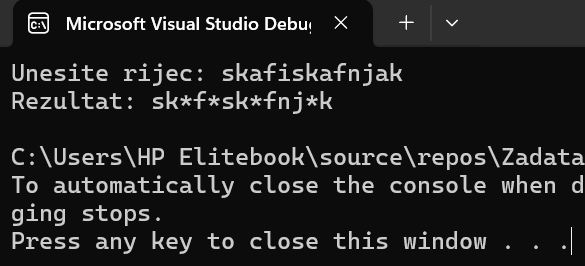 Microsoft Visual Studio Debu
Unesite rijec: skafiskafnjak
Rezultat: sk*f*sk*fnj*k
C:\Users\HP Elitebook\source\repos\Zadata
To automatically close the console when d
ging stops.
Press any key to close this window . . .